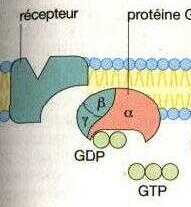 récepteur
protéine G
β
γ
α
GDP
GTP